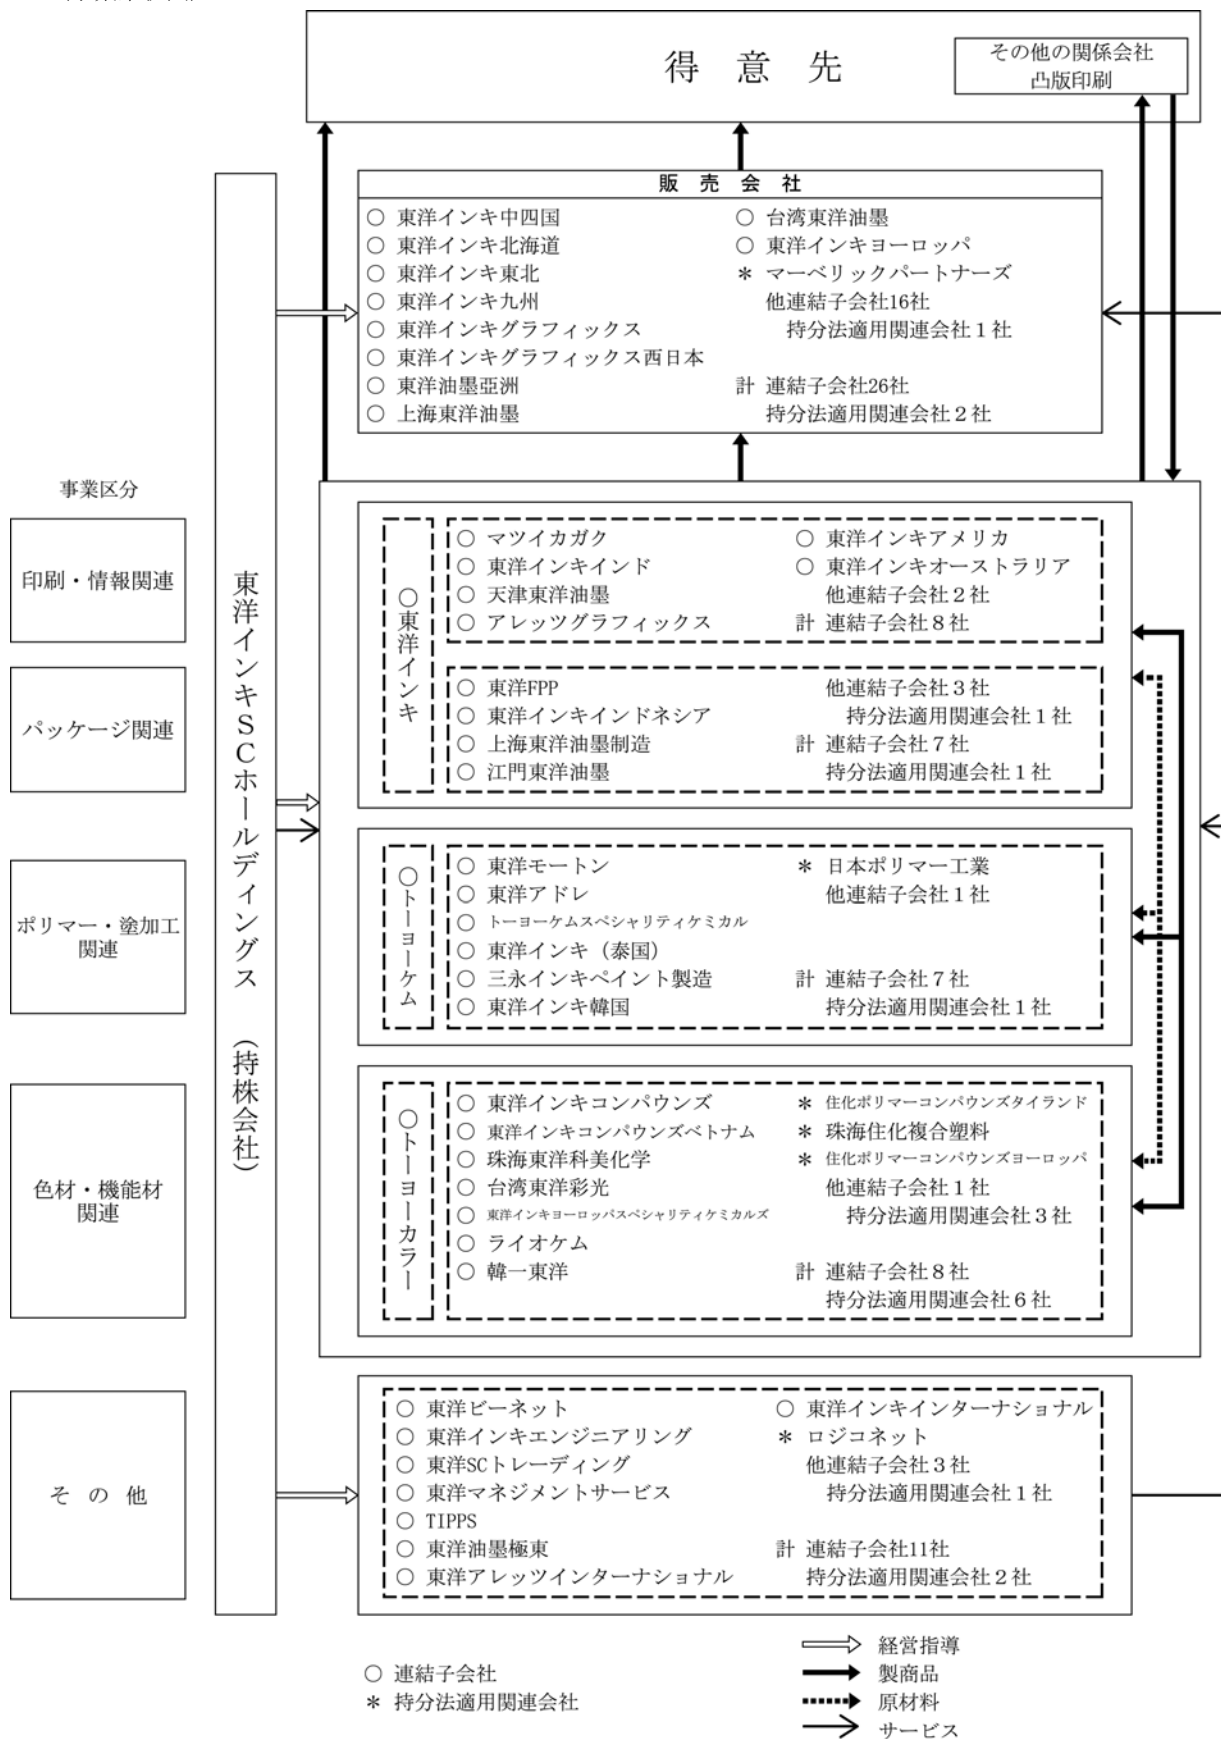 得意先
その他の関係会社
凸版印刷
販売会社
○ 東洋インキ中四国
○ 東洋インキ北海道
○ 東洋インキ東北
○ 東洋インキ九州
○ 東洋インキグラフィックス
○ 東洋インキグラフィックス西日本
○ 東洋油墨亞洲
○ 上海東洋油墨
○ 台湾東洋油墨
○ 東洋インキヨーロッパ
* マーベリックパートナーズ
他連結子会社16社
持分法適用関連会社1社
計 連結子会社26社
持分法適用関連会社2社
事業区分
印刷・情報関連
パッケージ関連
ポリマー・塗加工
関連
色材・機能材
関連
その他
東洋インキSCホールディングス (持株会社)
○東洋インキ
○ マツイカガク
○ 東洋インキインド
○ 天津東洋油墨
○ アレッツグラフィックス
○ 東洋インキアメリカ
○ 東洋インキオーストラリア
他連結子会社2社
計 連結子会社8社
○ 東洋FPP
○ 東洋インキインドネシア
○ 上海東洋油墨制造
○ 江門東洋油墨
他連結子会社3社
持分法適用関連会社1社
計 連結子会社7社
持分法適用関連会社1社
○トーヨーケム
○ 東洋モートン
○ 東洋アドレ
○ トーヨーケムスペシャリティケミカル
○ 東洋インキ(泰国)
○ 三永インキペイント製造
○ 東洋インキ韓国
* 日本ポリマー工業
他連結子会社1社
計 連結子会社7社
持分法適用関連会社1社
○トーヨーカラー
○ 東洋インキコンパウンズ
○ 東洋インキコンパウンズベトナム
○ 珠海東洋科美化学
○ 台湾東洋彩光
○ 東洋インキヨーロッパスペシャリティケミカルズ
○ ライオケム
○ 韓一東洋
* 住化ポリマーコンパウンズタイランド
* 珠海住化複合塑料
* 住化ポリマーコンパウンズヨーロッパ
他連結子会社1社
持分法適用関連会社3社
計 連結子会社8社
持分法適用関連会社6社
○ 東洋ビーネット
○ 東洋インキエンジニアリング
○ 東洋SCトレーディング
○ 東洋マネジメントサービス
○ TIPPS
○ 東洋油墨極東
○ 東洋アレッツインターナショナル
○ 東洋インキインターナショナル
* ロジコネット
他連結子会社3社
持分法適用関連会社1社
計 連結子会社11社
持分法適用関連会社2社
○ 連結子会社
* 持分法適用関連会社
経営指導
製商品
原材料
サービス